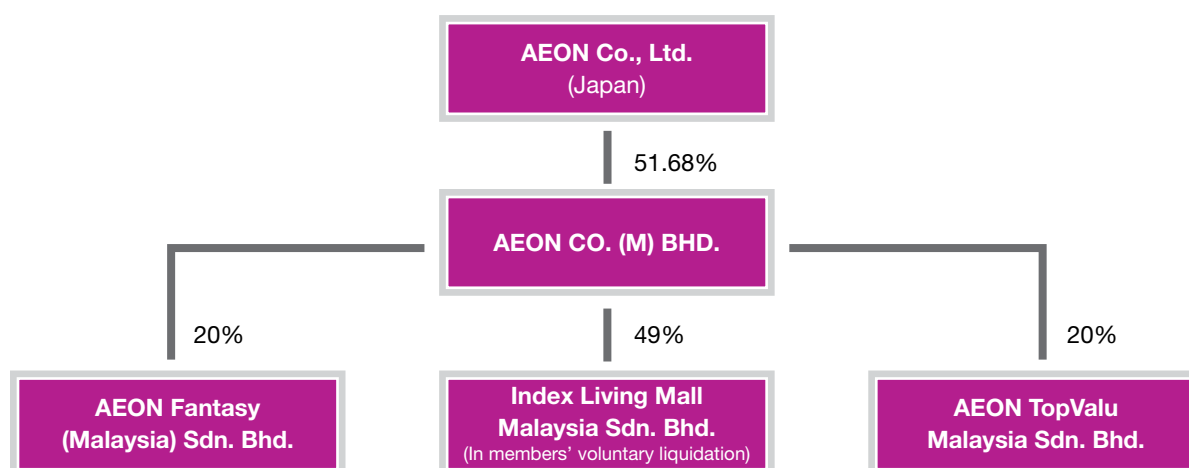 AEON Co., Ltd.
(Japan)
51.68%
AEON CO. (M) BHD.
20%
49%
20%
AEON Fantasy
(Malaysia) Sdn. Bhd.
Index Living Mall
Malaysia Sdn. Bhd.
(In members’ voluntary liquidation)
AEON TopValu
Malaysia Sdn. Bhd.